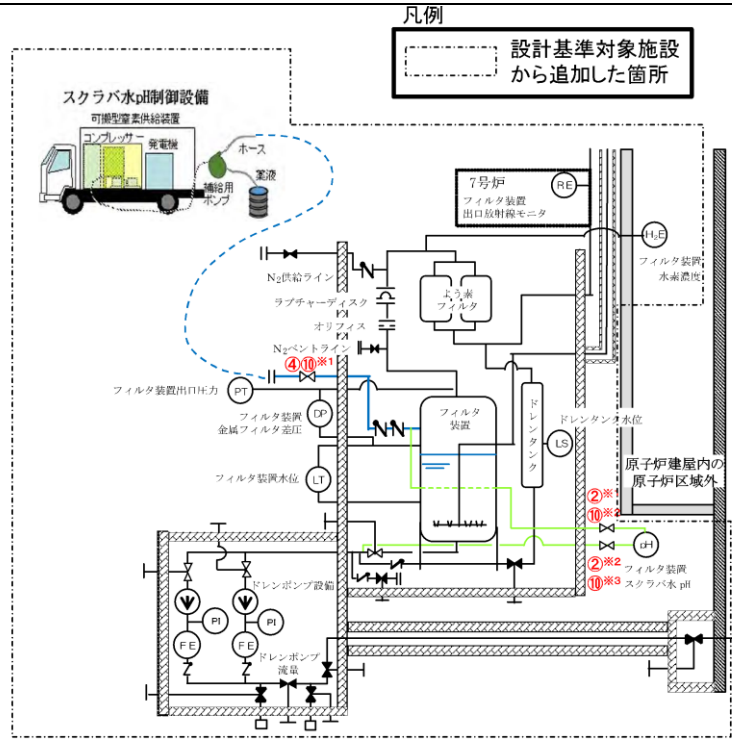 凡例
設計基準対象施設
から追加した箇所
スクラバ水pH制御設備
可搬型窒素供給装置
コンプレッサー
発電機
ホース
補給用
ポンプ
薬液
7号炉
フィルタ装置
出口放射線モニタ
RE
H₂E
フィルタ装置
水素濃度
N₂供給ライン
ラプチャーディスク
オリフィス
N₂ベントライン
よう素
フィルタ
④⑩※1
フィルタ装置出口圧力
PT
フィルタ装置
金属フィルタ差圧
DP
フィルタ装置水位
LT
フィルタ
装置
ドレンタンク
ドレンタンク水位
LS
原子炉建屋内の
原子炉区域外
②※1
⑩※2
pH
②※2
⑩※3
フィルタ装置
スクラバ水 pH
ドレンポンプ設備
PI
PI
FE
FE
ドレンポンプ
流量